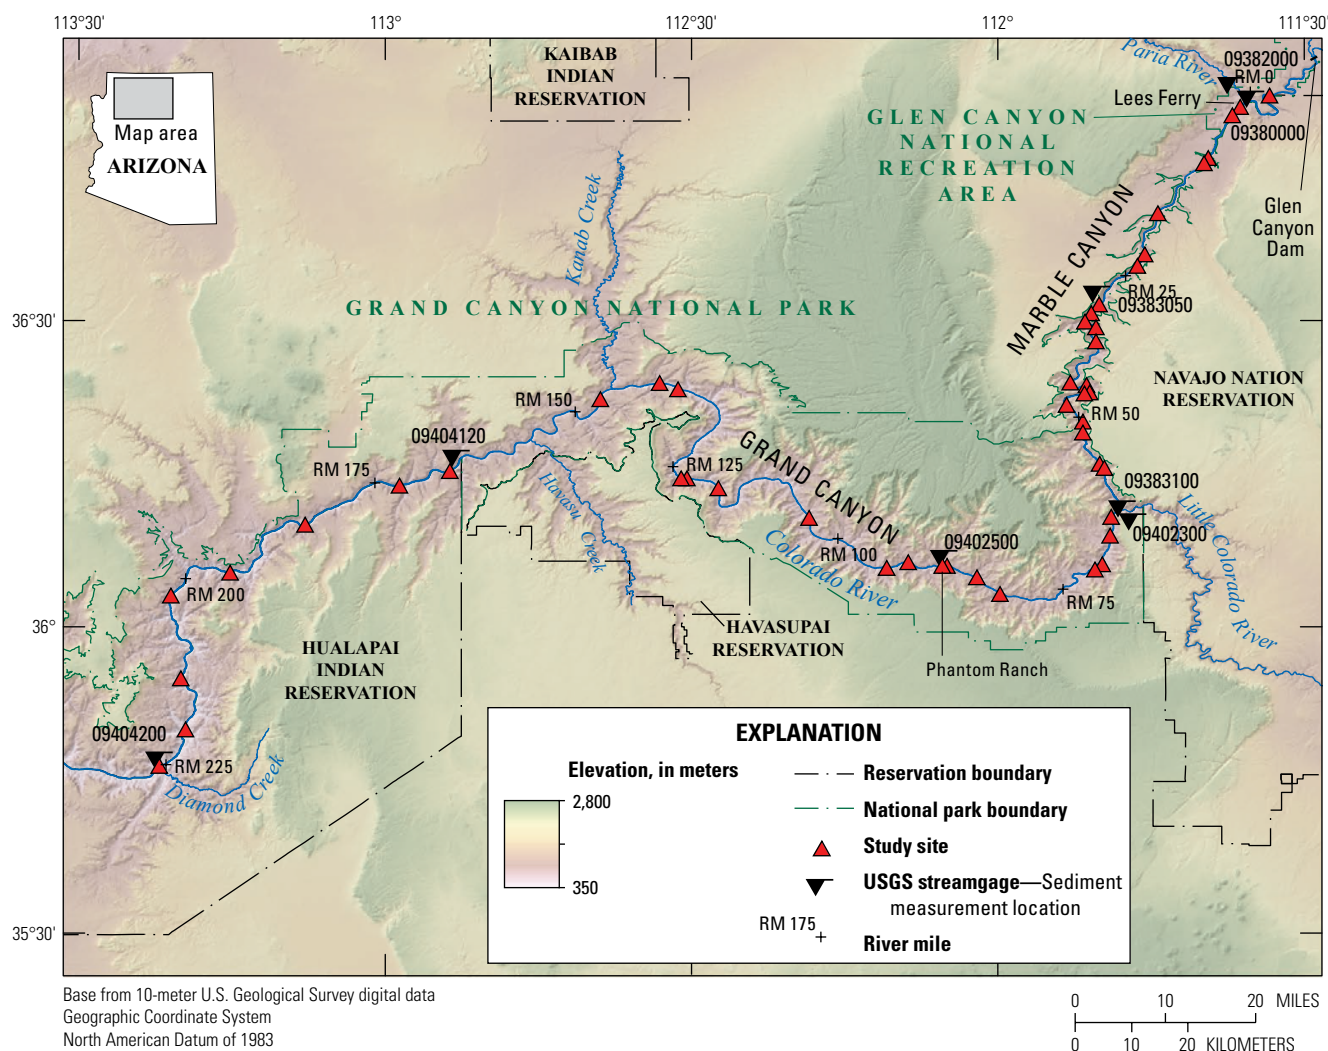 113°30'
113°
112°30'
112°
111°30'
KAIBAB
INDIAN
RESERVATION
Paria River
09382000
RM 0
Lees Ferry
09380000
Map area
ARIZONA
GLEN CANYON
NATIONAL
RECREATION
AREA
Glen
Canyon
Dam
MARBLE CANYON
Kanab Creek
RM 25
09383050
36°30'
GRAND CANYON NATIONAL PARK
NAVAJO NATION
RESERVATION
RM 150
RM 50
09404120
GRAND CANYON
RM 175
RM 125
09383100
Havasu Creek
Little Colorado River
09402300
09402500
RM 100
Colorado River
RM 200
RM 75
36°
HAVASUPAI
RESERVATION
HUALAPAI
INDIAN
RESERVATION
Phantom Ranch
09404200
RM 225
Diamond Creek
EXPLANATION
Elevation, in meters
2,800
350
Reservation boundary
National park boundary
Study site
USGS streamgage—Sediment
measurement location
RM 175
River mile
35°30'
Base from 10-meter U.S. Geological Survey digital data
Geographic Coordinate System
North American Datum of 1983
0 10 20 MILES
0 10 20 KILOMETERS